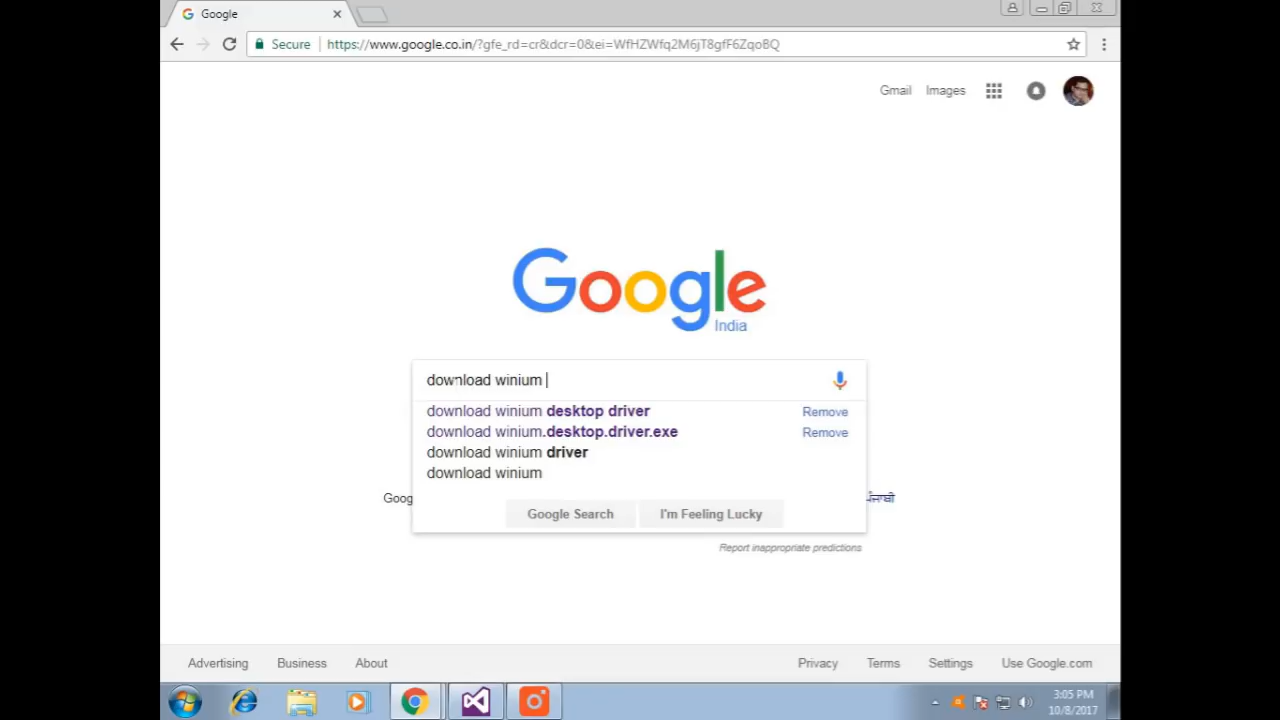 Google
Secure
https://www.google.co.in/?gfe_rd=cr&dcr=0&ei=WfHZWfq2M6jT8gfF6ZqoBQ
Gmail Images
Google
India
download winium
download winium desktop driver Remove
download winium.desktop.driver.exe Remove
download winium driver
download winium
Goog
ਪੰਜਾਬੀ
Google Search I'm Feeling Lucky
Report inappropriate predictions
Advertising Business About Privacy Terms Settings Use Google.com
3:05 PM
10/8/2017